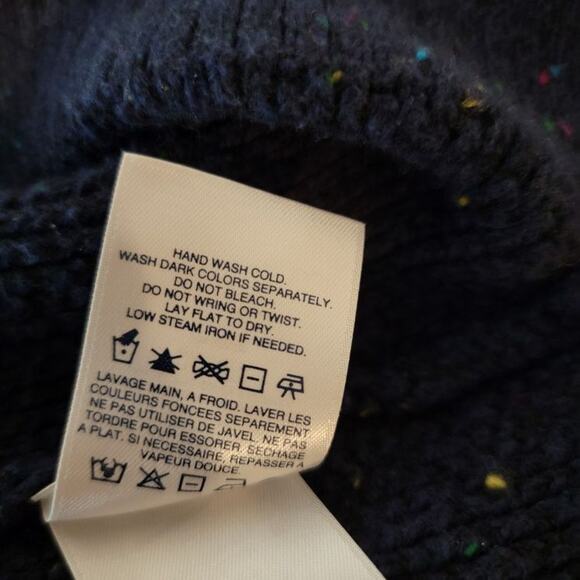 HAND WASH COLD.
WASH DARK COLORS SEPARATELY.
DO NOT BLEACH.
DO NOT WRING OR TWIST.
LAY FLAT TO DRY.
LOW STEAM IRON IF NEEDED.
LAVAGE MAIN, A FROID. LAVER LES
COULEURS FONCÉES SEPAREMENT.
NE PAS UTILISER DE JAVEL. NE PAS
TORDRE POUR ESSORER. SECHAGE
A PLAT. SI NECESSAIRE, REPASSER A
VAPEUR DOUCE.